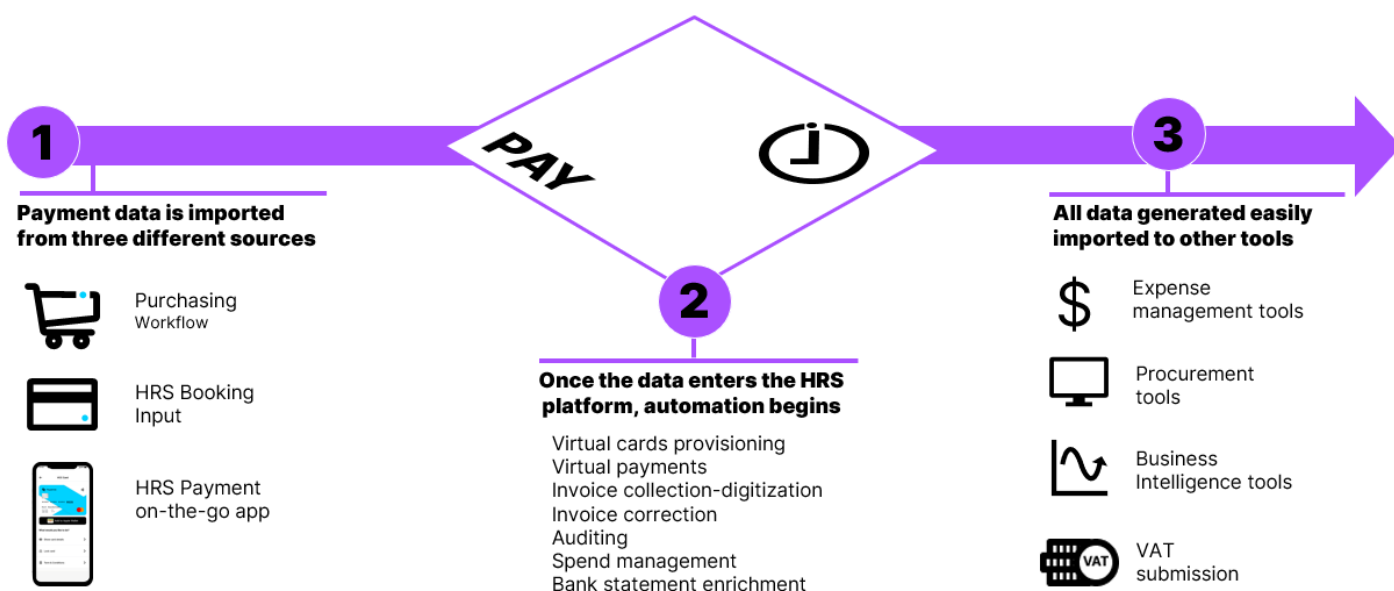 1
Payment data is imported
from three different sources
Purchasing
Workflow
HRS Booking
Input
HRS Payment
on-the-go app
PAY
2
Once the data enters the HRS
platform, automation begins
Virtual cards provisioning
Virtual payments
Invoice collection-digitization
Invoice correction
Auditing
Spend management
Bank statement enrichment
3
All data generated easily
imported to other tools
$
Expense
management tools
Procurement
tools
Business
Intelligence tools
VAT
VAT
submission